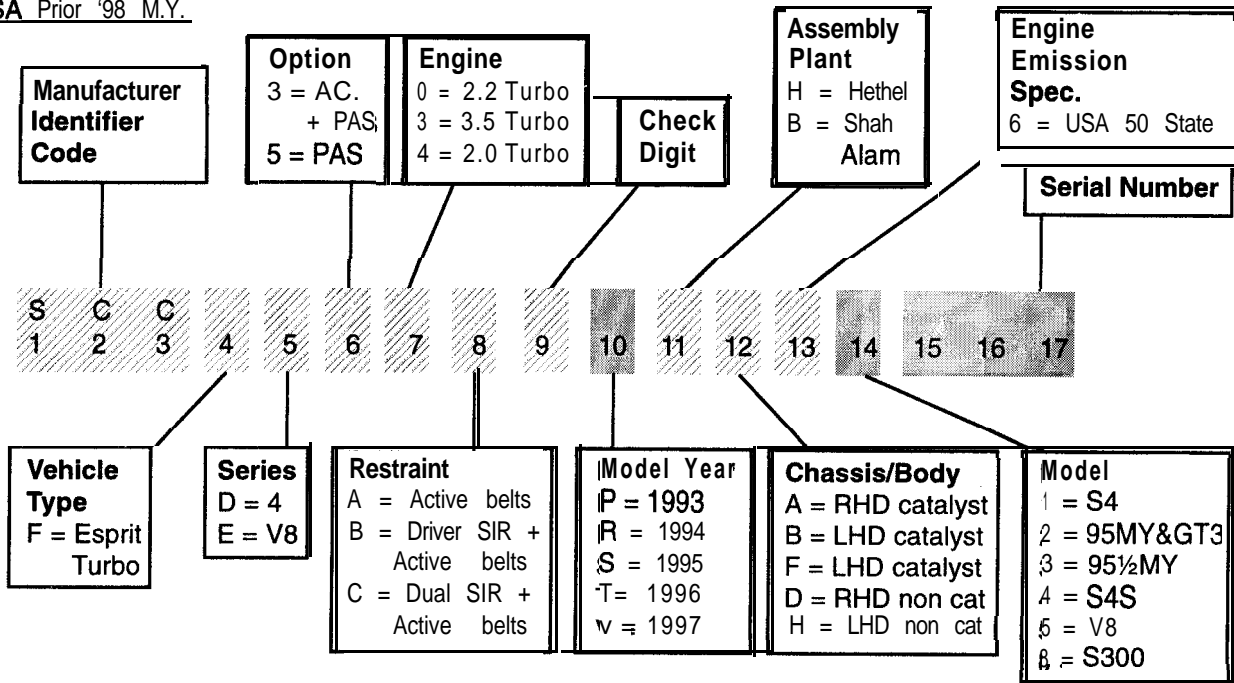 SA Prior '98 M.Y.
Manufacturer
Identifier
Code
Option
3 = AC.
+ PAS
5 = PAS
Engine
0 = 2.2 Turbo
3 = 3.5 Turbo
4 = 2.0 Turbo
Check
Digit
Assembly
Plant
H = Hethel
B = Shah
Alam
Engine
Emission
Spec.
6 = USA 50 State
Serial Number
S C C
1 2 3 4 5 6 7 8 9 10 11 12 13 14 15 16 17
Vehicle
Type
F = Esprit
Turbo
Series
D = 4
E = V8
Restraint
A = Active belts
B = Driver SIR +
Active belts
C = Dual SIR +
Active belts
Model Year
P = 1993
R = 1994
S = 1995
T = 1996
V = 1997
Chassis/Body
A = RHD catalyst
B = LHD catalyst
F = LHD catalyst
D = RHD non cat
H = LHD non cat
Model
1 = S4
2 = 95MY&GT3
3 = 95½MY
4 = S4S
5 = V8
= S300